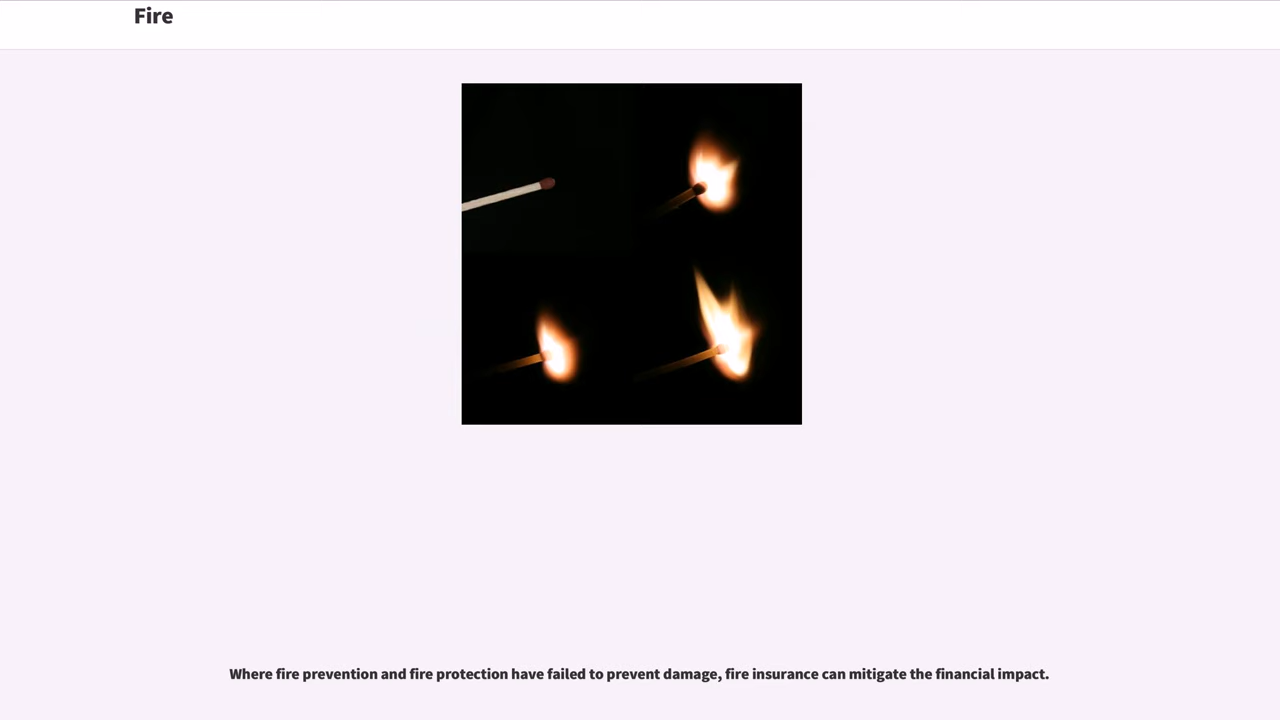 Fire
Where fire prevention and fire protection have failed to prevent damage, fire insurance can mitigate the financial impact.